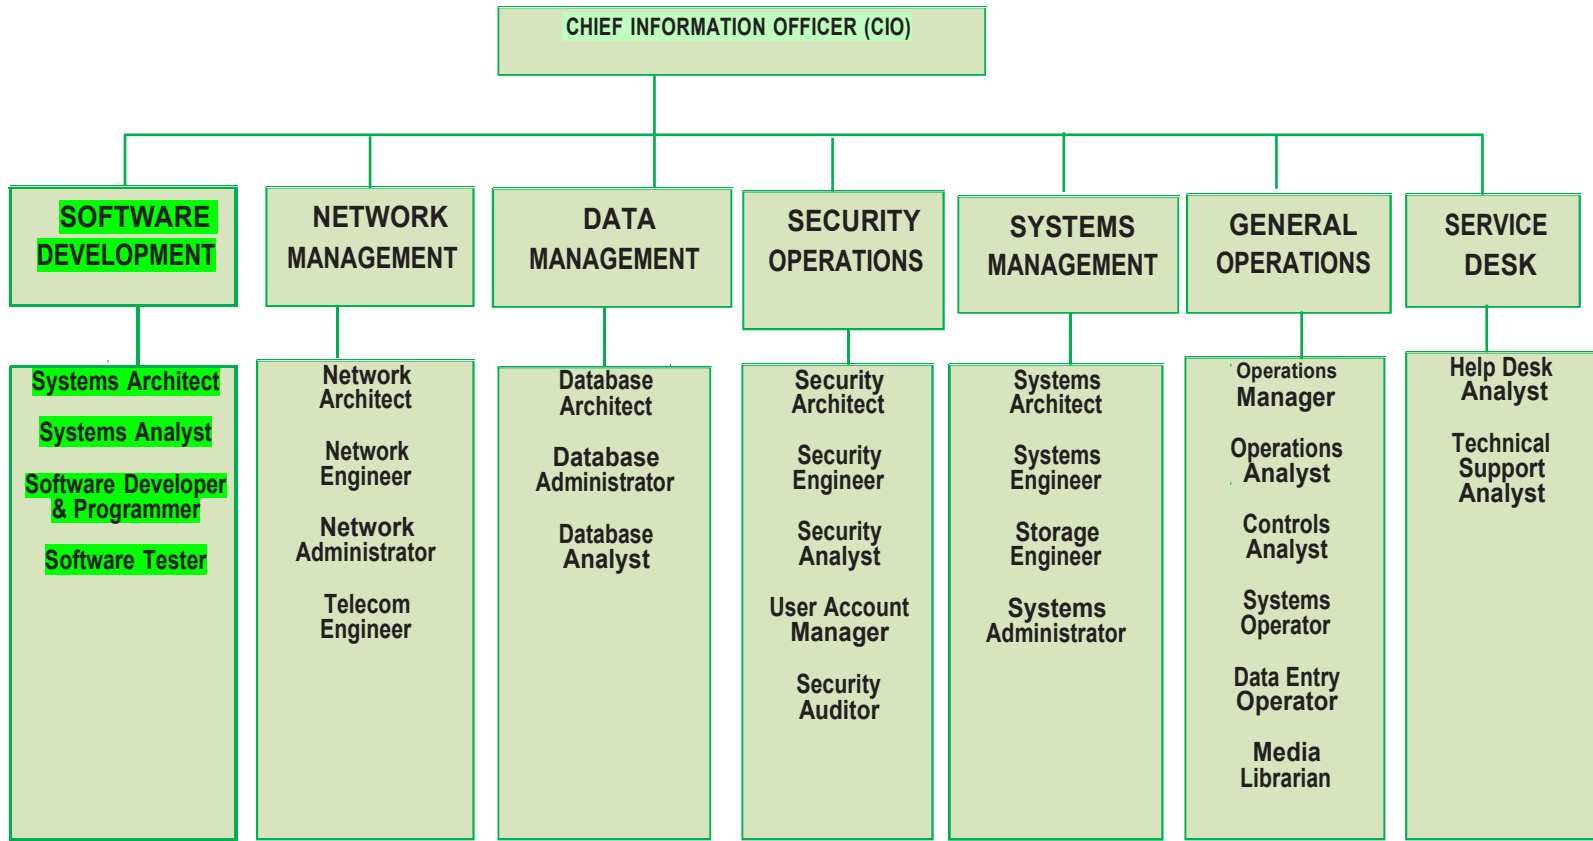 CHIEF INFORMATION OFFICER (CIO)
SOFTWARE
DEVELOPMENT
NETWORK
MANAGEMENT
DATA
MANAGEMENT
SECURITY
OPERATIONS
SYSTEMS
MANAGEMENT
GENERAL
OPERATIONS
SERVICE
DESK
Systems Architect
Systems Analyst
Software Developer
& Programmer
Software Tester
Network
Architect
Network
Engineer
Network
Administrator
Telecom
Engineer
Database
Architect
Database
Administrator
Database
Analyst
Security
Architect
Security
Engineer
Security
Analyst
User Account
Manager
Security
Auditor
Systems
Architect
Systems
Engineer
Storage
Engineer
Systems
Administrator
Operations
Manager
Operations
Analyst
Controls
Analyst
Systems
Operator
Data Entry
Operator
Media
Librarian
Help Desk
Analyst
Technical
Support
Analyst